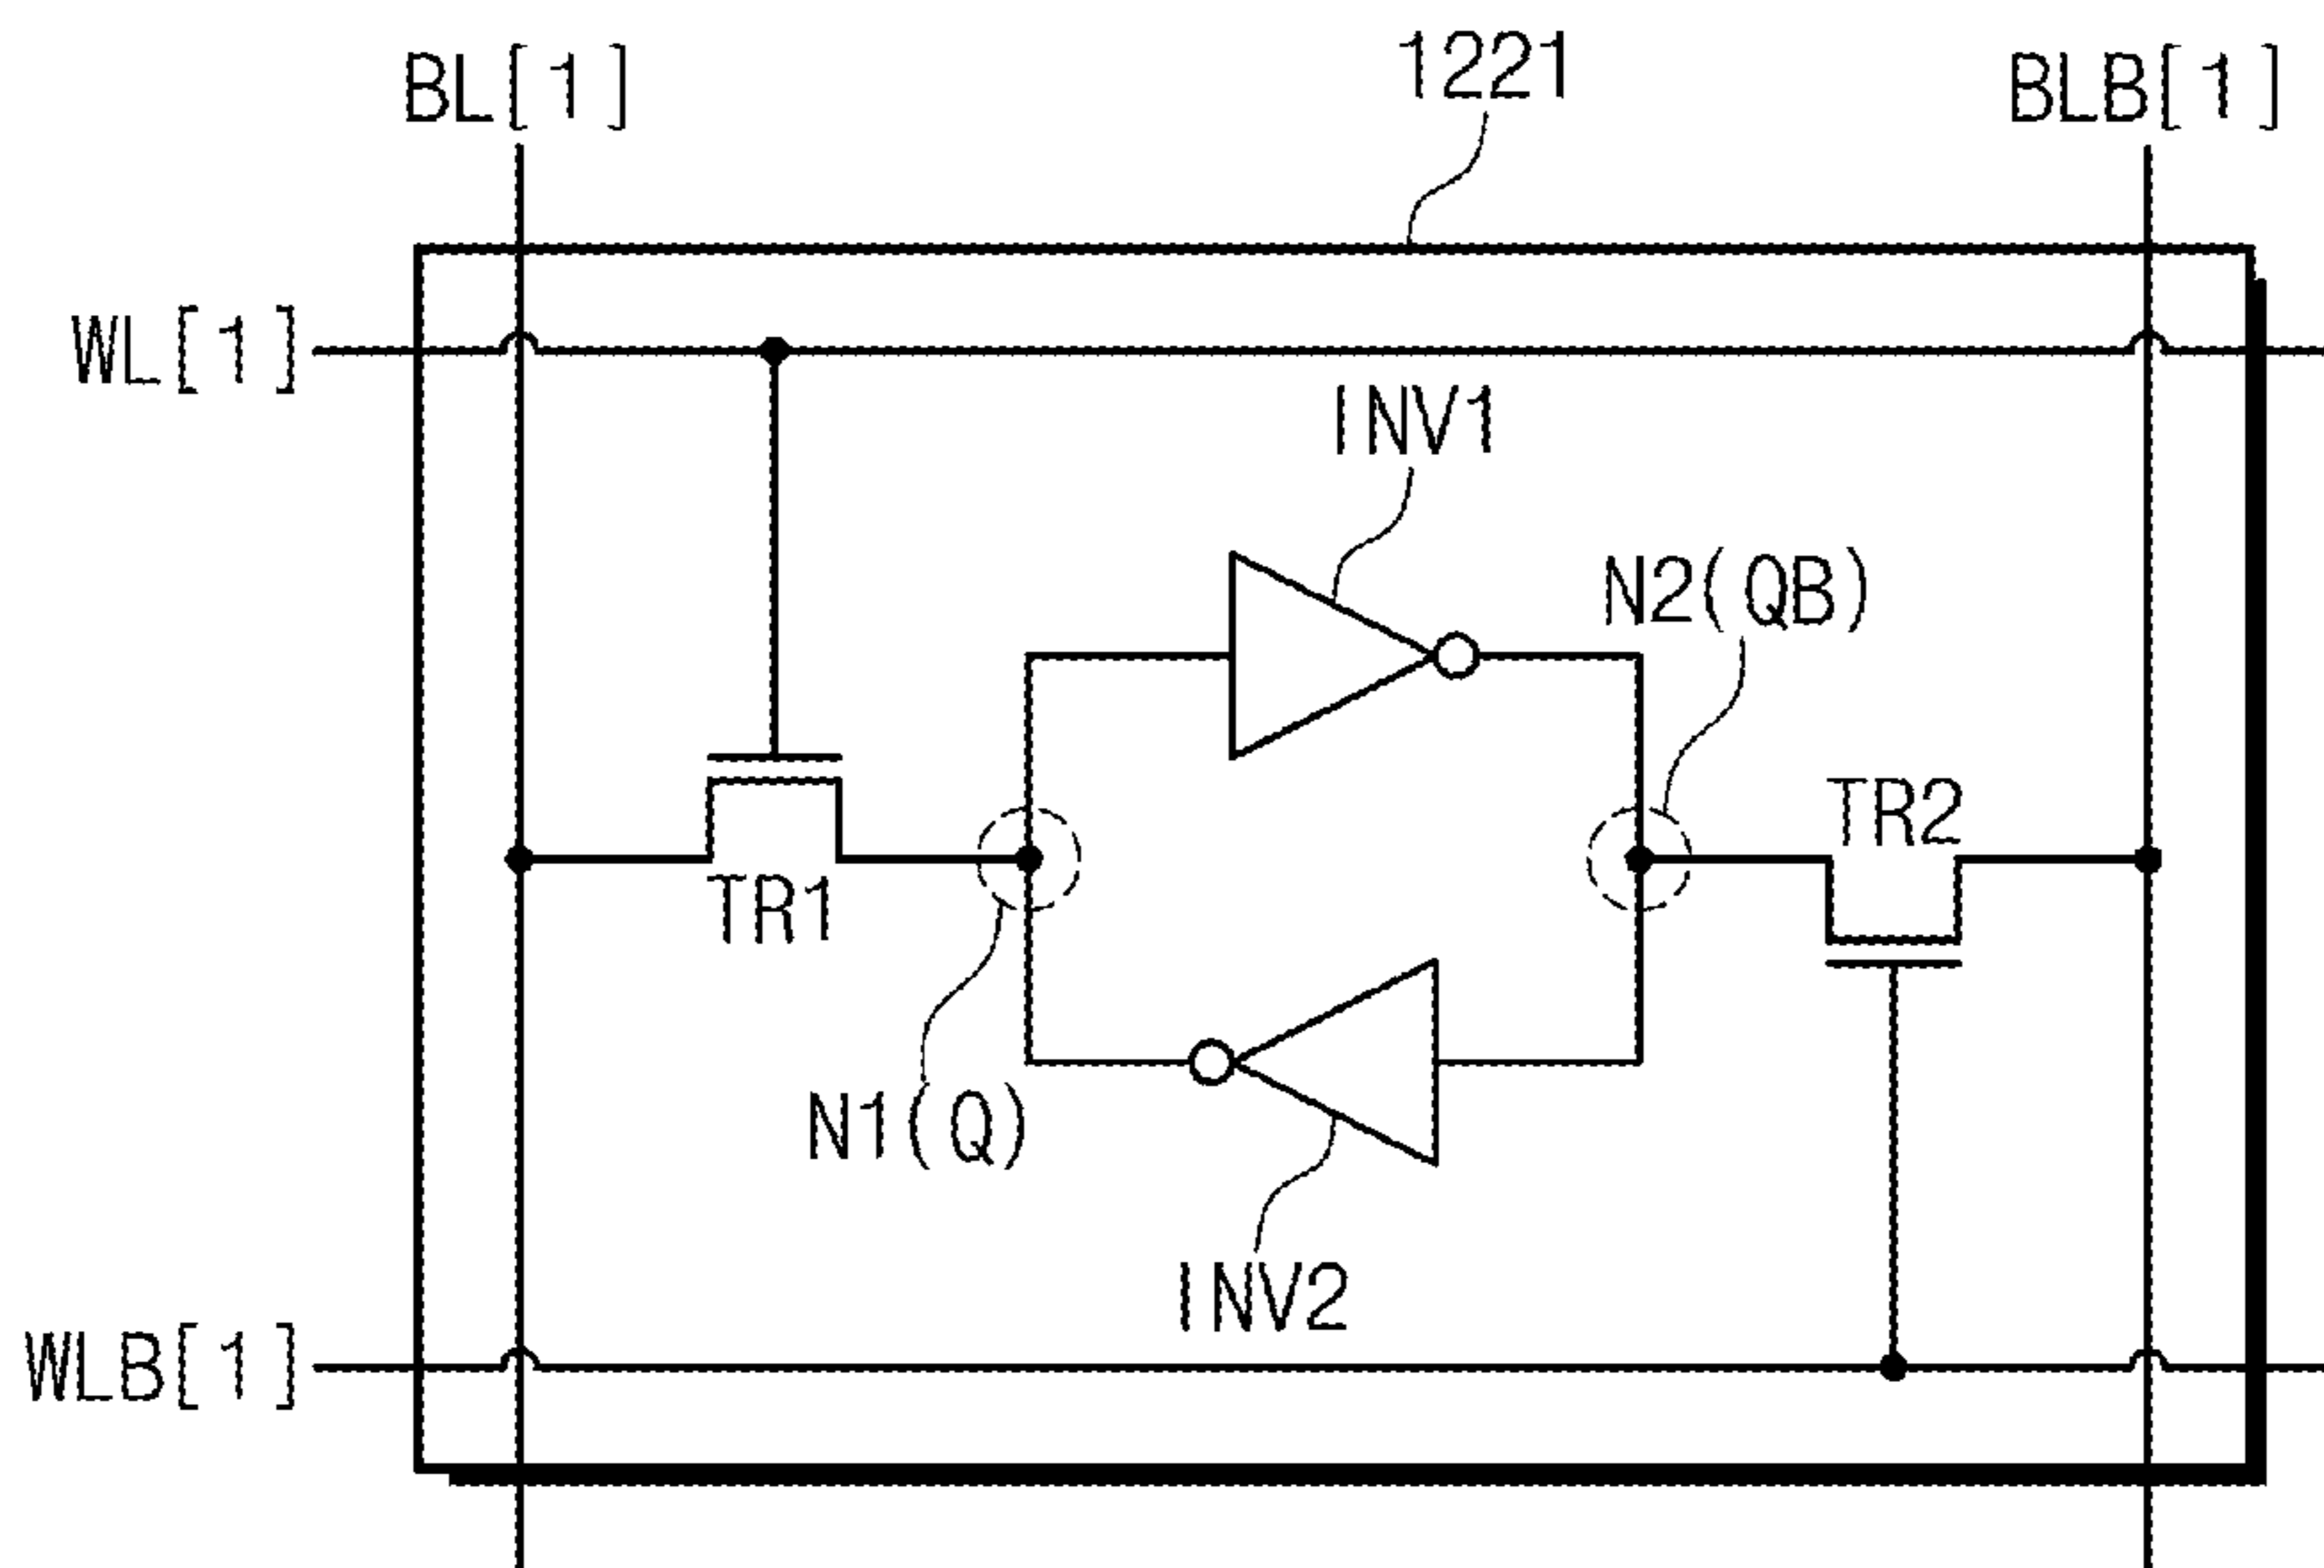 BL[1]
1221
BLB[1]
WL[1]
INV1
N2(QB)
TR2
TR1
N1(Q)
INV2
WLB[1]